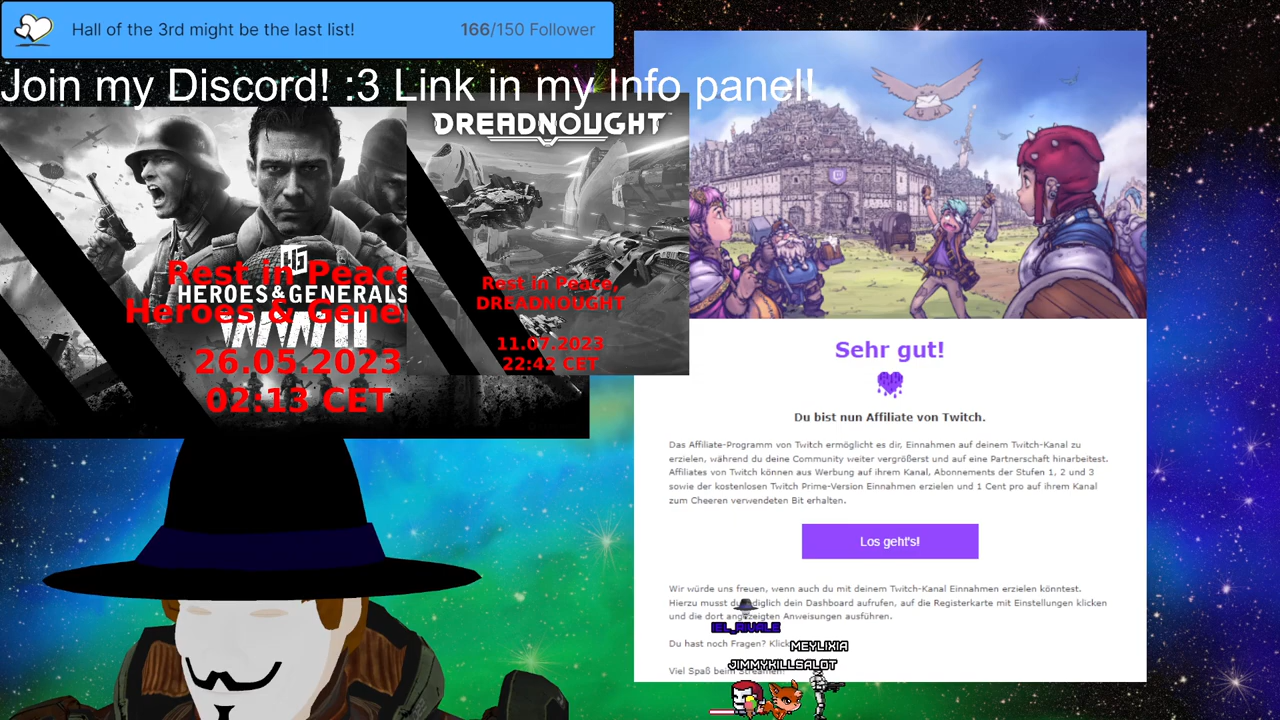 Hall of the 3rd might be the last list!
166/150 Follower
Join my Discord! :3 Link in my Info panel!
DREADNOUGHT
Rest in Peace,
DREADNOUGHT
11.07.2023
22:42 CET
Rest in Peace
HEROES & GENERALS
Heroes & Gene
WWII
26.05.2023
02:13 CET
Sehr gut!
Du bist nun Affiliate von Twitch.
Das Affiliate-Programm von Twitch ermöglicht es dir, Einnahmen auf deinem Twitch-Kanal zu
erzielen, während du deine Community weiter vergrößerst und auf eine Partnerschaft hinarbeitest.
Affiliates von Twitch können aus Werbung auf ihrem Kanal, Abonnements der Stufen 1, 2 und 3
sowie der kostenlosen Twitch Prime-Version Einnahmen erzielen und 1 Cent pro auf ihrem Kanal
zum Cheeren verwendeten Bit erhalten.
Los geht's!
Wir würde uns freuen, wenn auch du mit deinem Twitch-Kanal Einnahmen erzielen könntest.
Hierzu musst du lediglich dein Dashboard aufrufen, auf die Registerkarte mit Einstellungen klicken
und die dort angezeigten Anweisungen ausführen.
Du hast noch Fragen? Klick
Viel Spaß beim Streamen!
MEYLIXIA
JIMMYKILLSALOT